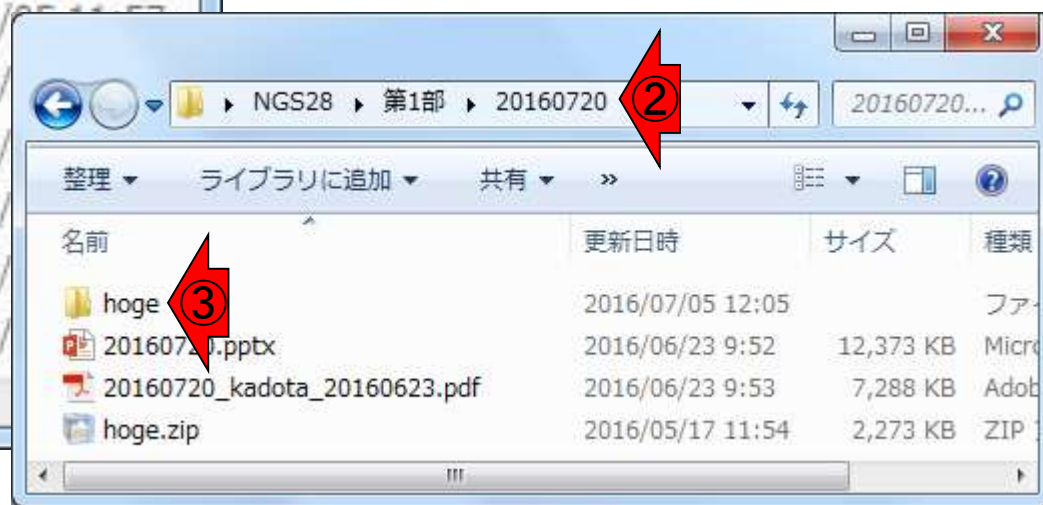 NGS28 第1部 20160720 ② 20160720...
整理 ライブラリに追加 共有 »
名前 更新日時 サイズ 種類
hoge ③ 2016/07/05 12:05 ファ
20160720.pptx 2016/06/23 9:52 12,373 KB Micro
20160720_kadota_20160623.pdf 2016/06/23 9:53 7,288 KB Adob
hoge.zip 2016/05/17 11:54 2,273 KB ZIP